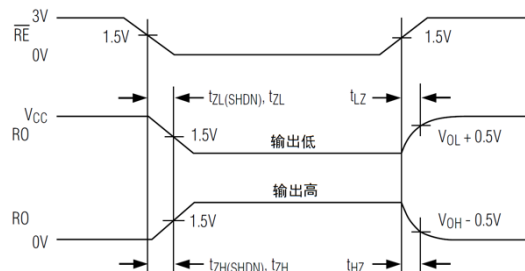 3V
RE
1.5V
1.5V
0V
tZL(SHDN), tZL
tLZ
VCC
RO
1.5V
输出低
VOL + 0.5V
输出高
RO
1.5V
VOH - 0.5V
0V
tZH(SHDN), tZH
tHZ